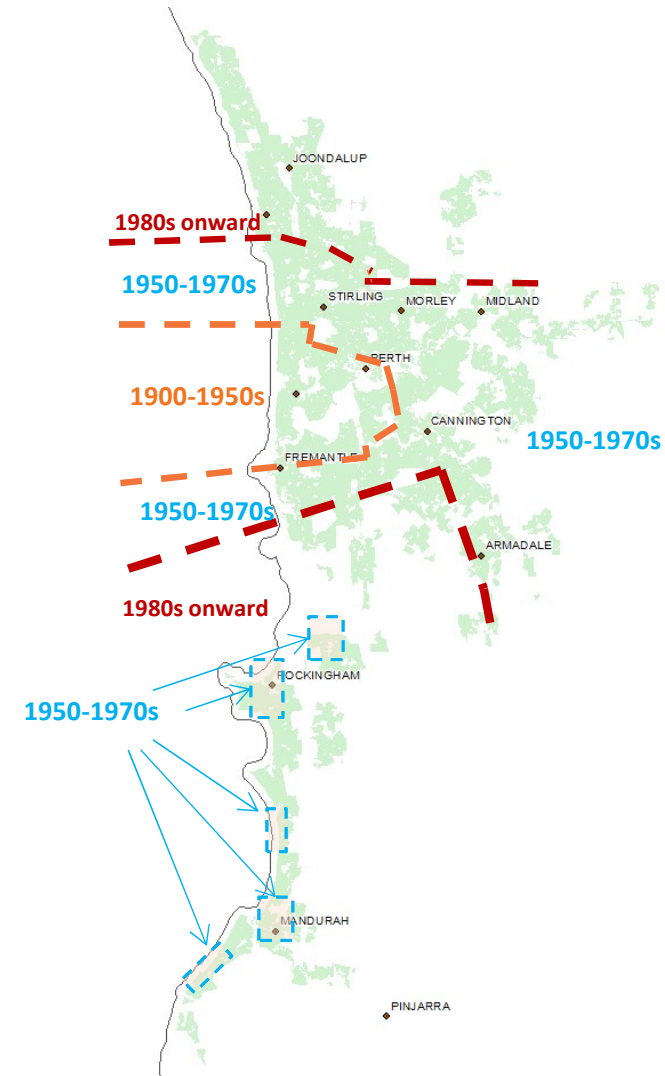 JOONDALUP
1980s onward
1950-1970s
STIRLING
MORLEY
MIDLAND
PERTH
1900-1950s
CANNINGTON
1950-1970s
FREMANTLE
1950-1970s
ARMADALE
1980s onward
ROCKINGHAM
1950-1970s
MANDURAH
PINJARRA